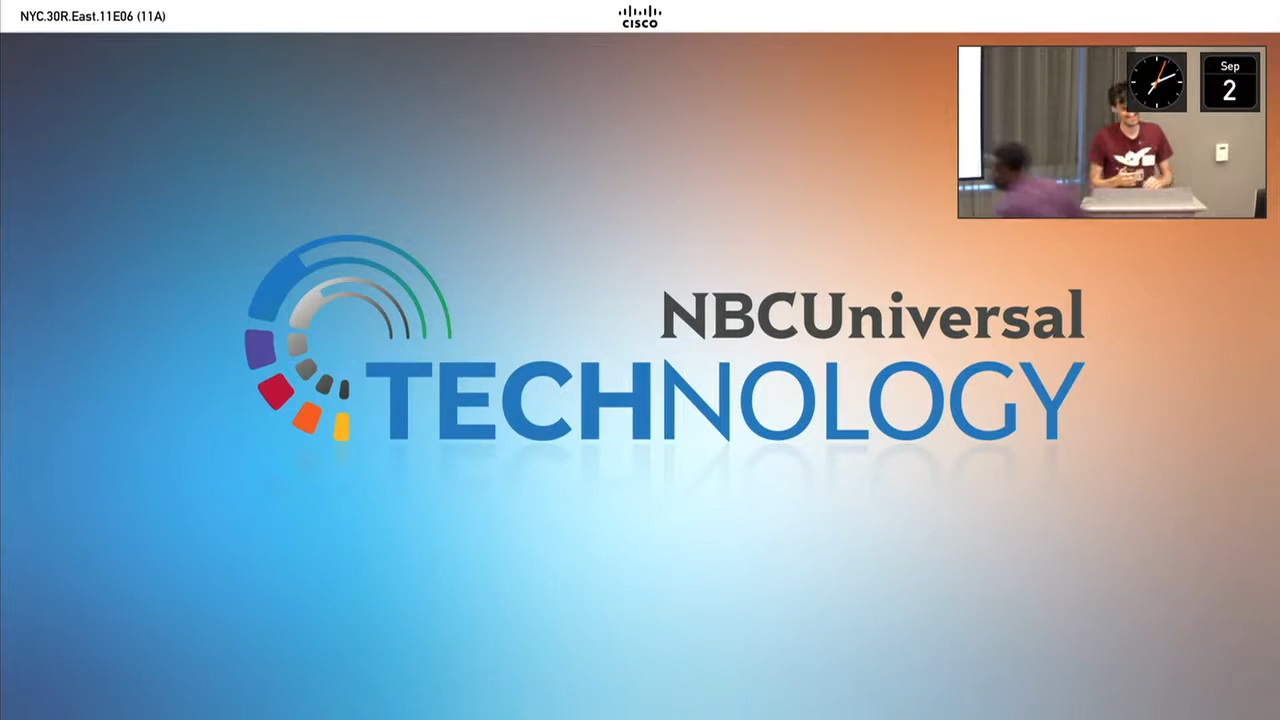 NYC.30R.East.11E06 (11A)
CISCO
Sep
2
NBCUniversal
TECHNOLOGY